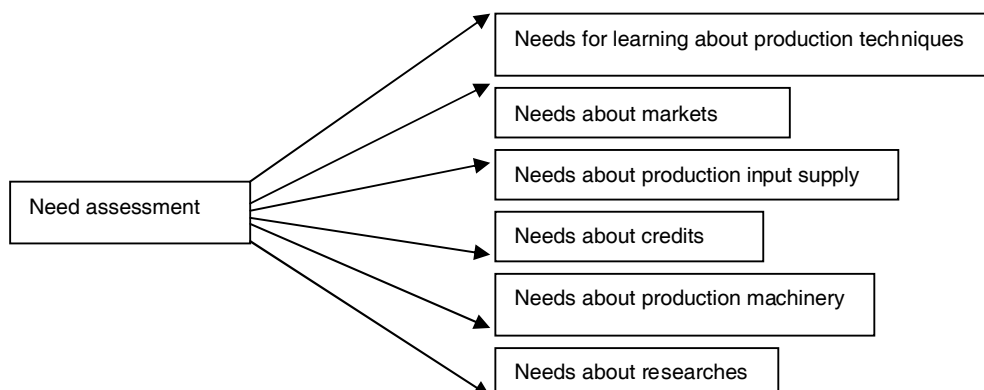 Needs for learning about production techniques
Needs about markets
Needs about production input supply
Need assessment
Needs about credits
Needs about production machinery
Needs about researches